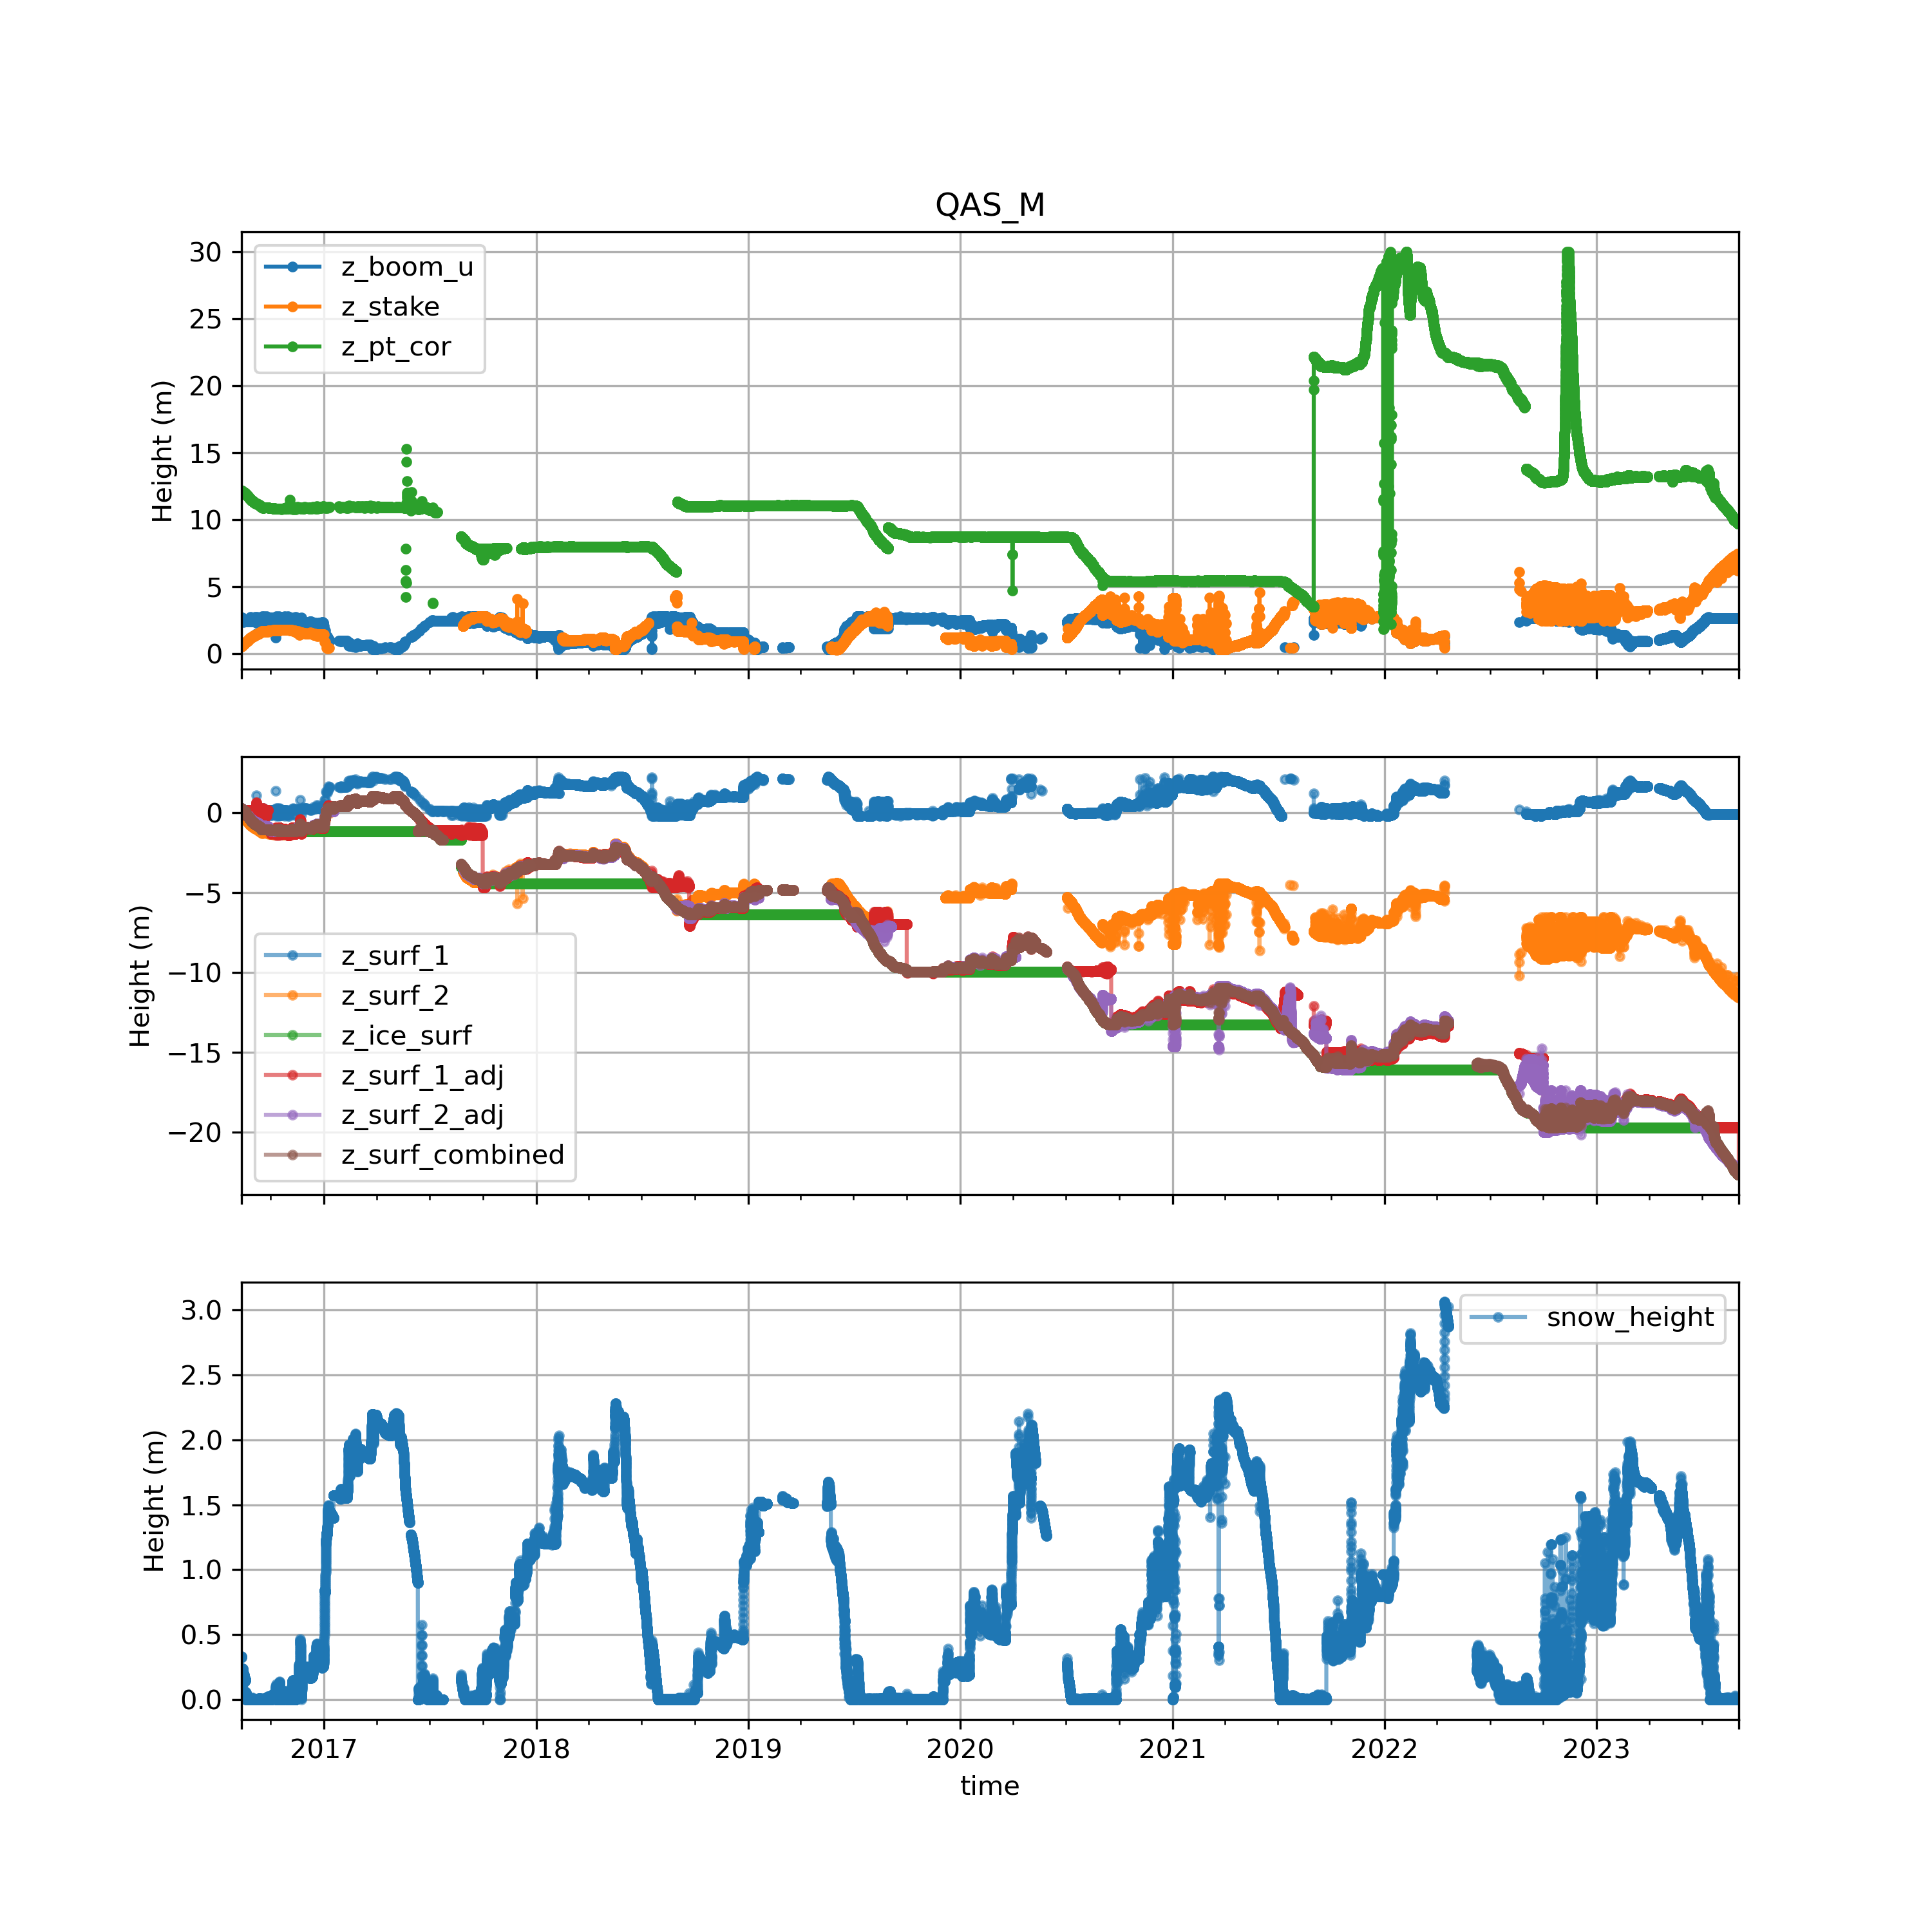 QAS_M
30
25
20
15
10
5
0
Height (m)
z_boom_u
z_stake
z_pt_cor
0
−5
−10
−15
−20
Height (m)
z_surf_1
z_surf_2
z_ice_surf
z_surf_1_adj
z_surf_2_adj
z_surf_combined
3.0
2.5
2.0
1.5
1.0
0.5
0.0
Height (m)
snow_height
2017 2018 2019 2020 2021 2022 2023
time